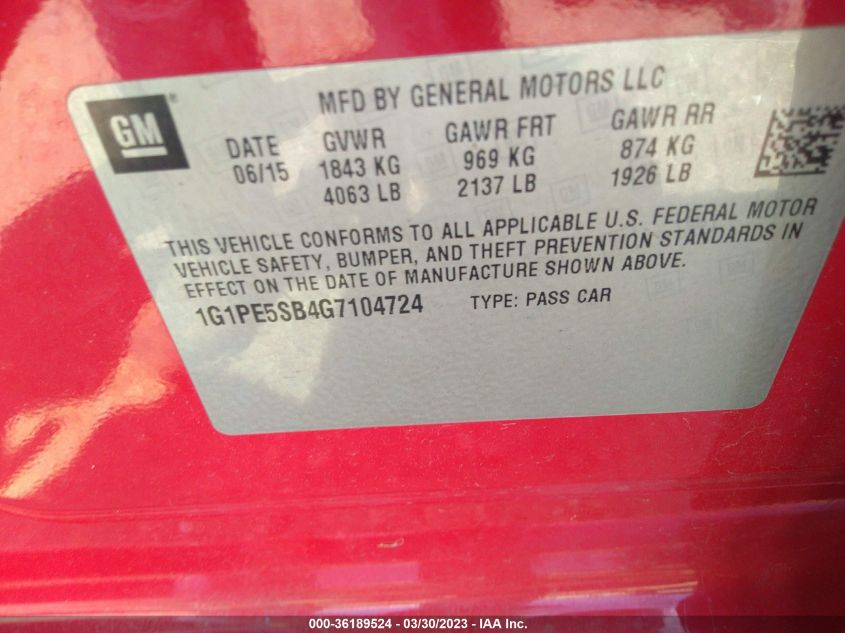 MFD BY GENERAL MOTORS LLC
GM®
DATE GVWR GAWR FRT GAWR RR
06/15 1843 KG 969 KG 874 KG
4063 LB 2137 LB 1926 LB
THIS VEHICLE CONFORMS TO ALL APPLICABLE U.S. FEDERAL MOTOR
VEHICLE SAFETY, BUMPER, AND THEFT PREVENTION STANDARDS IN
EFFECT ON THE DATE OF MANUFACTURE SHOWN ABOVE.
1G1PE5SB4G7104724 TYPE: PASS CAR
000-36189524 - 03/30/2023 - IAA Inc.